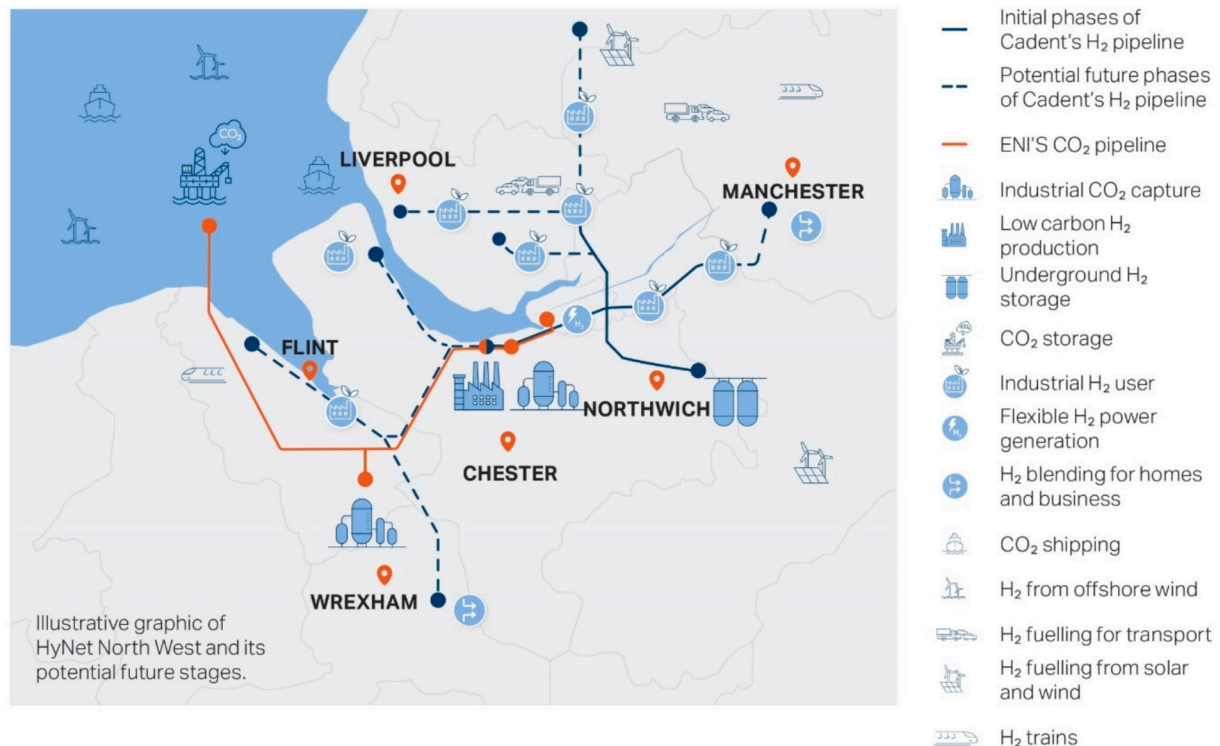 LIVERPOOL
MANCHESTER
FLINT
NORTHWICH
CHESTER
WREXHAM
CO₂
H₂
Illustrative graphic of
HyNet North West and its
potential future stages.
Initial phases of
Cadent's H₂ pipeline
Potential future phases
of Cadent's H₂ pipeline
ENI'S CO₂ pipeline
Industrial CO₂ capture
Low carbon H₂
production
Underground H₂
storage
CO₂ storage
Industrial H₂ user
Flexible H₂ power
generation
H₂ blending for homes
and business
CO₂ shipping
H₂ from offshore wind
H₂ fuelling for transport
H₂ fuelling from solar
and wind
H₂ trains